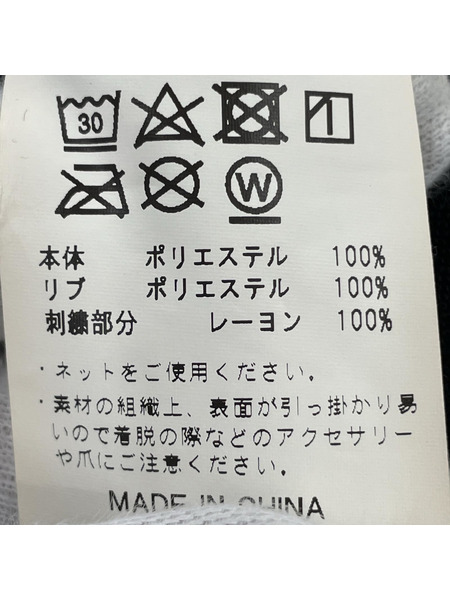 30
W
本体 ポリエステル 100%
リブ ポリエステル 100%
刺繍部分 レーヨン 100%
・ネットをご使用ください。
・素材の組織上、表面が引っ掛かり易
いので着脱の際などのアクセサリー
や爪にご注意ください。
MADE IN CHINA